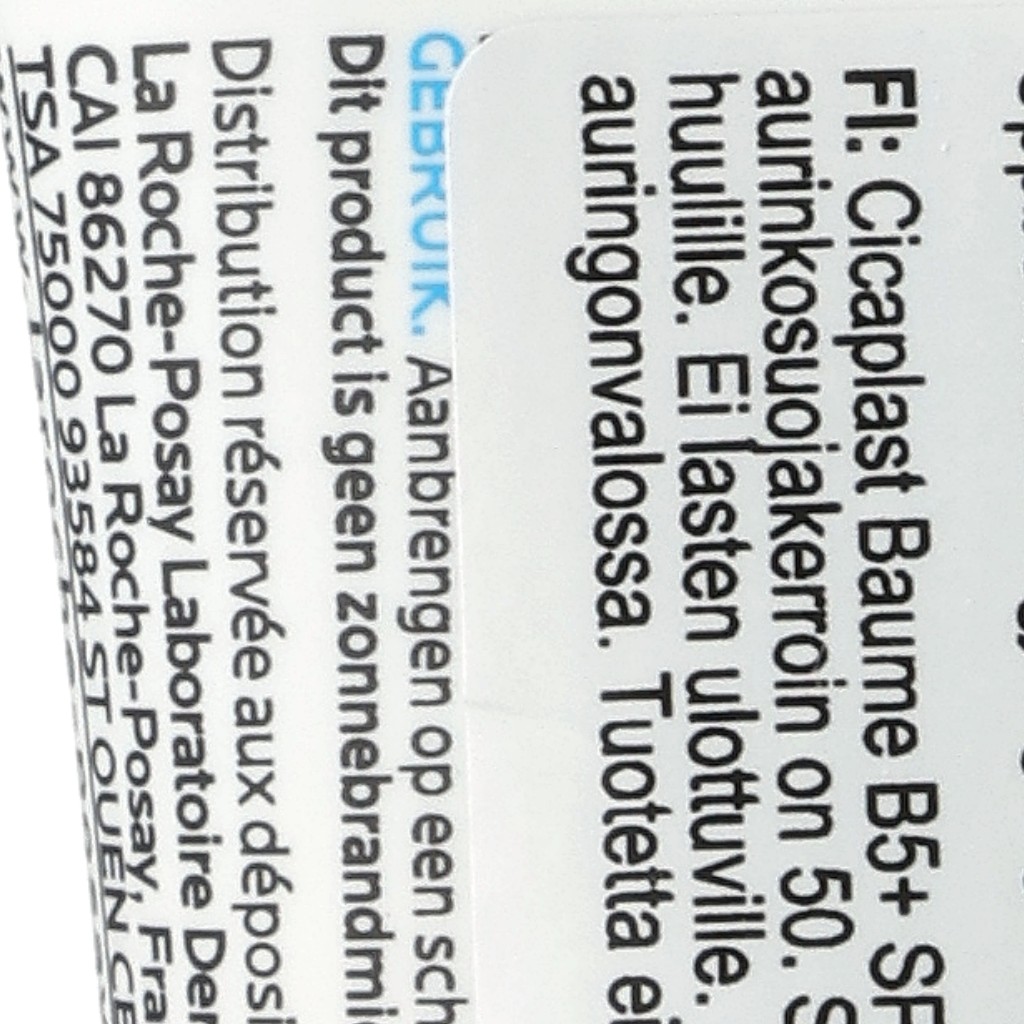 FI: Cicaplast Baume B5+ SF
aurinkosuojakerroin on 50. S
huulille. Ei lasten ulottuville.
auringonvalossa. Tuotetta ei
GEBRUIK. Aanbrengen op een sch
Dit product is geen zonnebrandmi
Distribution réservée aux déposi
La Roche-Posay Laboratoire Der
CAI 86270 La Roche-Posay, Fra
TSA 75000 93584 ST OUEN CE